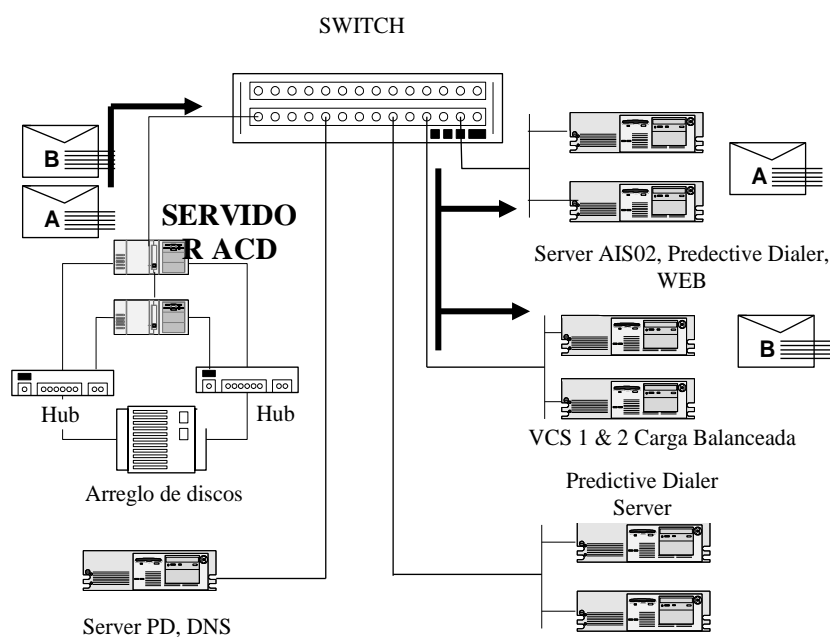 SWITCH
B
A
SERVIDO
R ACD
A
Server AIS02, Predective Dialer,
WEB
B
Hub
Hub
VCS 1 & 2 Carga Balanceada
Arreglo de discos
Predictive Dialer
Server
Server PD, DNS